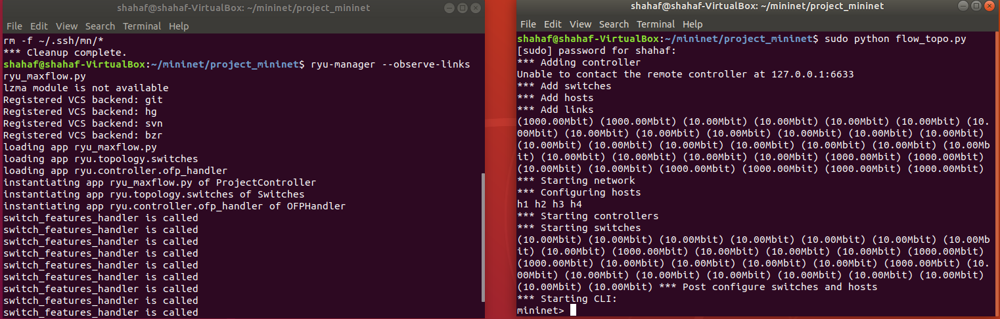 shahaf@shahaf-VirtualBox: ~/mininet/project_mininet
File Edit View Search Terminal Help
rm -f ~/.ssh/mn/*
*** Cleanup complete.
shahaf@shahaf-VirtualBox:~/mininet/project_mininet$ ryu-manager --observe-links
ryu_maxflow.py
lzma module is not available
Registered VCS backend: git
Registered VCS backend: hg
Registered VCS backend: svn
Registered VCS backend: bzr
loading app ryu_maxflow.py
loading app ryu.topology.switches
loading app ryu.controller.ofp_handler
instantiating app ryu_maxflow.py of ProjectController
instantiating app ryu.topology.switches of Switches
instantiating app ryu.controller.ofp_handler of OFPHandler
switch_features_handler is called
switch_features_handler is called
switch_features_handler is called
switch_features_handler is called
switch_features_handler is called
switch_features_handler is called
switch_features_handler is called
switch_features_handler is called
switch_features_handler is called
shahaf@shahaf-VirtualBox: ~/mininet/project_mininet
File Edit View Search Terminal Help
shahaf@shahaf-VirtualBox:~/mininet/project_mininet$ sudo python flow_topo.py
[sudo] password for shahaf:
*** Adding controller
Unable to contact the remote controller at 127.0.0.1:6633
*** Add switches
*** Add hosts
*** Add links
(1000.00Mbit) (1000.00Mbit) (10.00Mbit) (10.00Mbit) (10.00Mbit) (10.00Mbit) (10.
00Mbit) (10.00Mbit) (10.00Mbit) (10.00Mbit) (10.00Mbit) (10.00Mbit) (10.00Mbit)
(10.00Mbit) (10.00Mbit) (10.00Mbit) (10.00Mbit) (10.00Mbit) (10.00Mbit) (10.00Mb
it) (10.00Mbit) (10.00Mbit) (10.00Mbit) (10.00Mbit) (1000.00Mbit) (1000.00Mbit)
(10.00Mbit) (10.00Mbit) (1000.00Mbit) (1000.00Mbit) (1000.00Mbit) (1000.00Mbit)
*** Starting network
*** Configuring hosts
h1 h2 h3 h4
*** Starting controllers
*** Starting switches
(10.00Mbit) (10.00Mbit) (10.00Mbit) (10.00Mbit) (10.00Mbit) (10.00Mbit) (10.00Mb
it) (10.00Mbit) (1000.00Mbit) (10.00Mbit) (10.00Mbit) (10.00Mbit) (1000.00Mbit)
(1000.00Mbit) (10.00Mbit) (10.00Mbit) (10.00Mbit) (10.00Mbit) (1000.00Mbit) (10.
00Mbit) (10.00Mbit) (10.00Mbit) (10.00Mbit) (10.00Mbit) (10.00Mbit) (10.00Mbit)
(10.00Mbit) (10.00Mbit) *** Post configure switches and hosts
*** Starting CLI:
mininet>